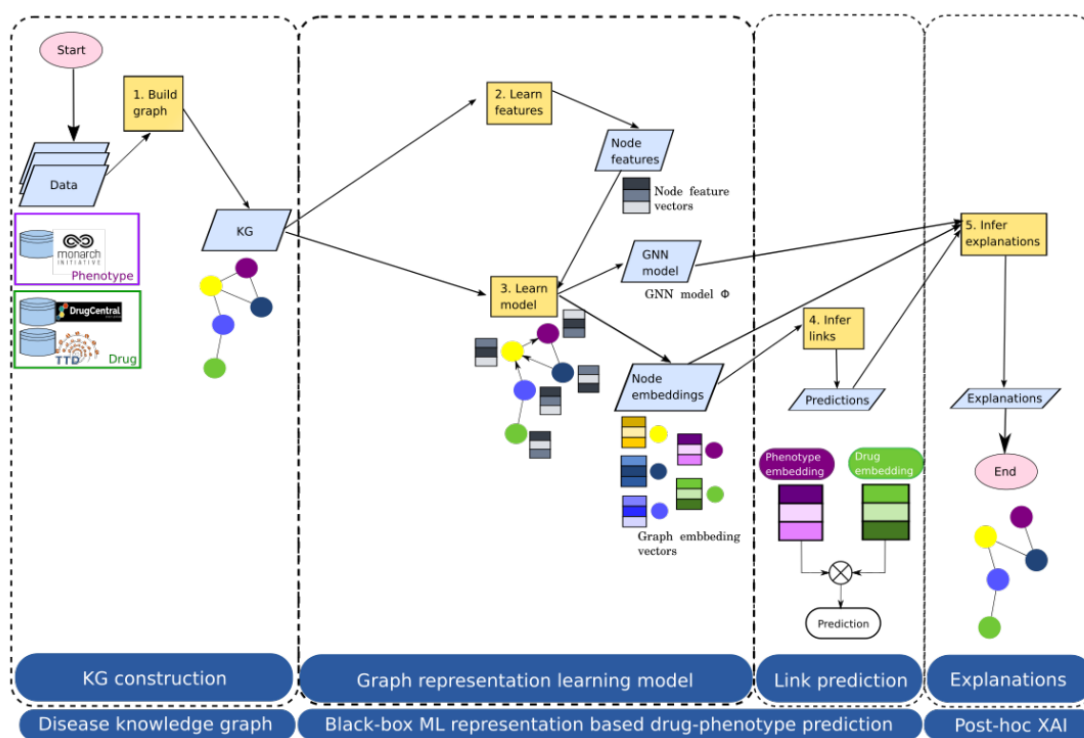 Start
1. Build
graph
Data
monarch
INITIATIVE
Phenotype
DrugCentral
TTD
Drug
KG
2. Learn
features
Node
features
Node feature
vectors
3. Learn
model
GNN
model
GNN model Φ
Node
embeddings
Graph embbeding
vectors
4. Infer
links
Predictions
Phenotype
embedding
Drug
embedding
Prediction
5. Infer
explanations
Explanations
End
KG construction
Graph representation learning model
Link prediction
Explanations
Disease knowledge graph
Black-box ML representation based drug-phenotype prediction
Post-hoc XAI